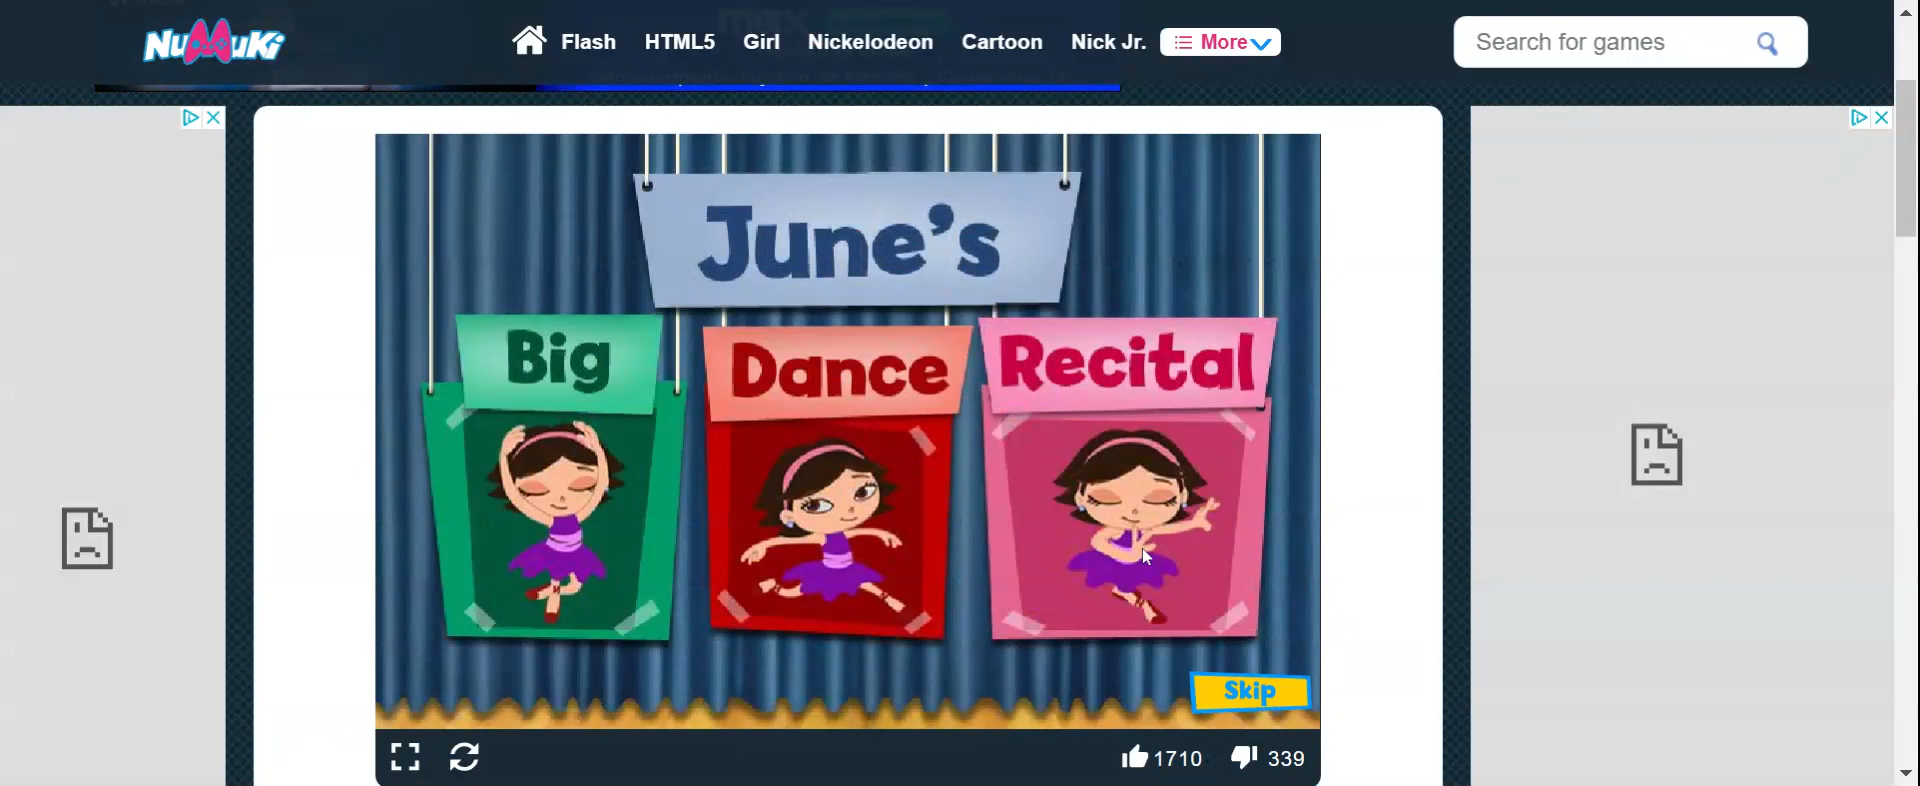 NuMuKi
Flash HTML5 Girl Nickelodeon Cartoon Nick Jr. More
Search for games
June's
Big Dance Recital
Skip
1710 339